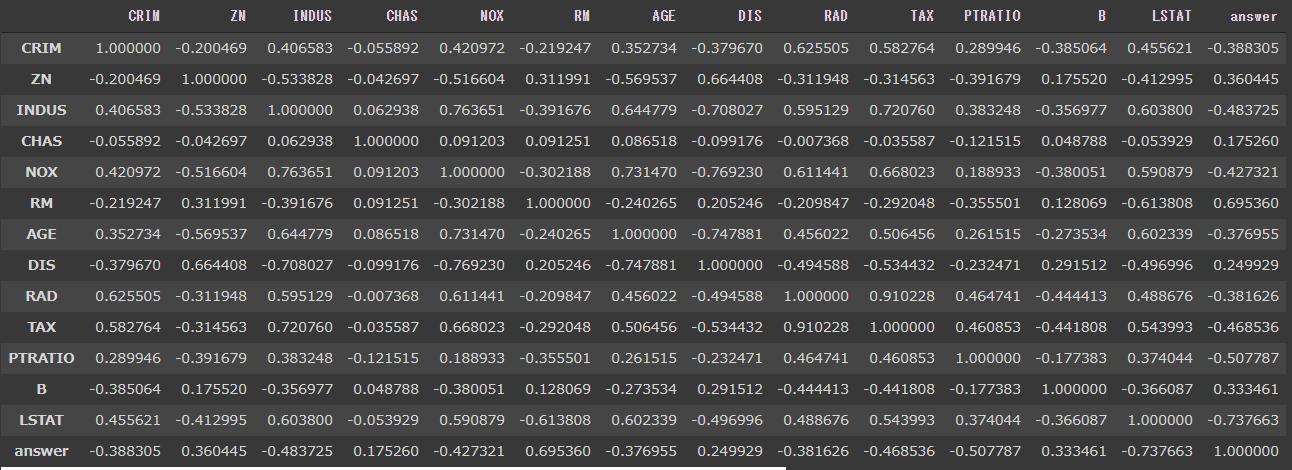 CRIM ZN INDUS CHAS NOX RM AGE DIS RAD TAX PTRATIO B LSTAT answer
CRIM 1.000000 -0.200469 0.406583 -0.055892 0.420972 -0.219247 0.352734 -0.379670 0.625505 0.582764 0.289946 -0.385064 0.455621 -0.388305
ZN -0.200469 1.000000 -0.533828 -0.042697 -0.516604 0.311991 -0.569537 0.664408 -0.311948 -0.314563 -0.391679 0.175520 -0.412995 0.360445
INDUS 0.406583 -0.533828 1.000000 0.062938 0.763651 -0.391676 0.644779 -0.708027 0.595129 0.720760 0.383248 -0.356977 0.603800 -0.483725
CHAS -0.055892 -0.042697 0.062938 1.000000 0.091203 0.091251 0.086518 -0.099176 -0.007368 -0.035587 -0.121515 0.048788 -0.053929 0.175260
NOX 0.420972 -0.516604 0.763651 0.091203 1.000000 -0.302188 0.731470 -0.769230 0.611441 0.668023 0.188933 -0.380051 0.590879 -0.427321
RM -0.219247 0.311991 -0.391676 0.091251 -0.302188 1.000000 -0.240265 0.205246 -0.209847 -0.292048 -0.355501 0.128069 -0.613808 0.695360
AGE 0.352734 -0.569537 0.644779 0.086518 0.731470 -0.240265 1.000000 -0.747881 0.456022 0.506456 0.261515 -0.273534 0.602339 -0.376955
DIS -0.379670 0.664408 -0.708027 -0.099176 -0.769230 0.205246 -0.747881 1.000000 -0.494588 -0.534432 -0.232471 0.291512 -0.496996 0.249929
RAD 0.625505 -0.311948 0.595129 -0.007368 0.611441 -0.209847 0.456022 -0.494588 1.000000 0.910228 0.464741 -0.444413 0.488676 -0.381626
TAX 0.582764 -0.314563 0.720760 -0.035587 0.668023 -0.292048 0.506456 -0.534432 0.910228 1.000000 0.460853 -0.441808 0.543993 -0.468536
PTRATIO 0.289946 -0.391679 0.383248 -0.121515 0.188933 -0.355501 0.261515 -0.232471 0.464741 0.460853 1.000000 -0.177383 0.374044 -0.507787
B -0.385064 0.175520 -0.356977 0.048788 -0.380051 0.128069 -0.273534 0.291512 -0.444413 -0.441808 -0.177383 1.000000 -0.366087 0.333461
LSTAT 0.455621 -0.412995 0.603800 -0.053929 0.590879 -0.613808 0.602339 -0.496996 0.488676 0.543993 0.374044 -0.366087 1.000000 -0.737663
answer -0.388305 0.360445 -0.483725 0.175260 -0.427321 0.695360 -0.376955 0.249929 -0.381626 -0.468536 -0.507787 0.333461 -0.737663 1.000000